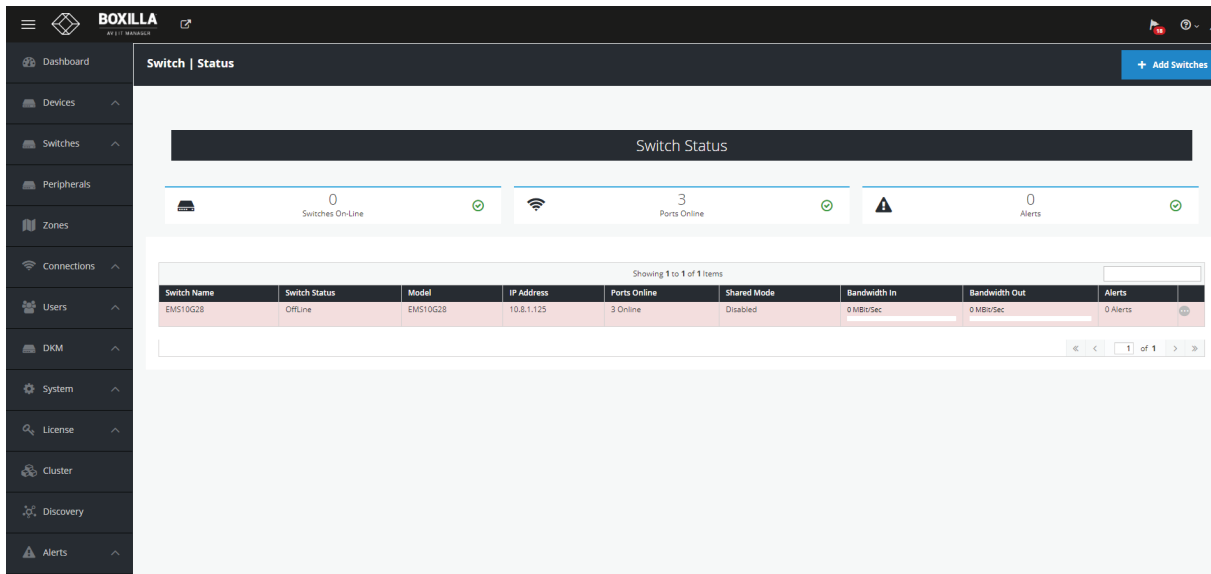 BOXILLA
AV | IT MANAGER
18
Dashboard
Switch | Status
+ Add Switches
Devices
Switches
Peripherals
Zones
Connections
Users
DKM
System
License
Cluster
Discovery
Alerts
Switch Status
0
Switches On-Line
3
Ports Online
0
Alerts
Showing 1 to 1 of 1 Items
Switch Name Switch Status Model IP Address Ports Online Shared Mode Bandwidth In Bandwidth Out Alerts
EMS10G28 OffLine EMS10G28 10.8.1.125 3 Online Disabled 0 MBit/Sec 0 MBit/Sec 0 Alerts
1 of 1